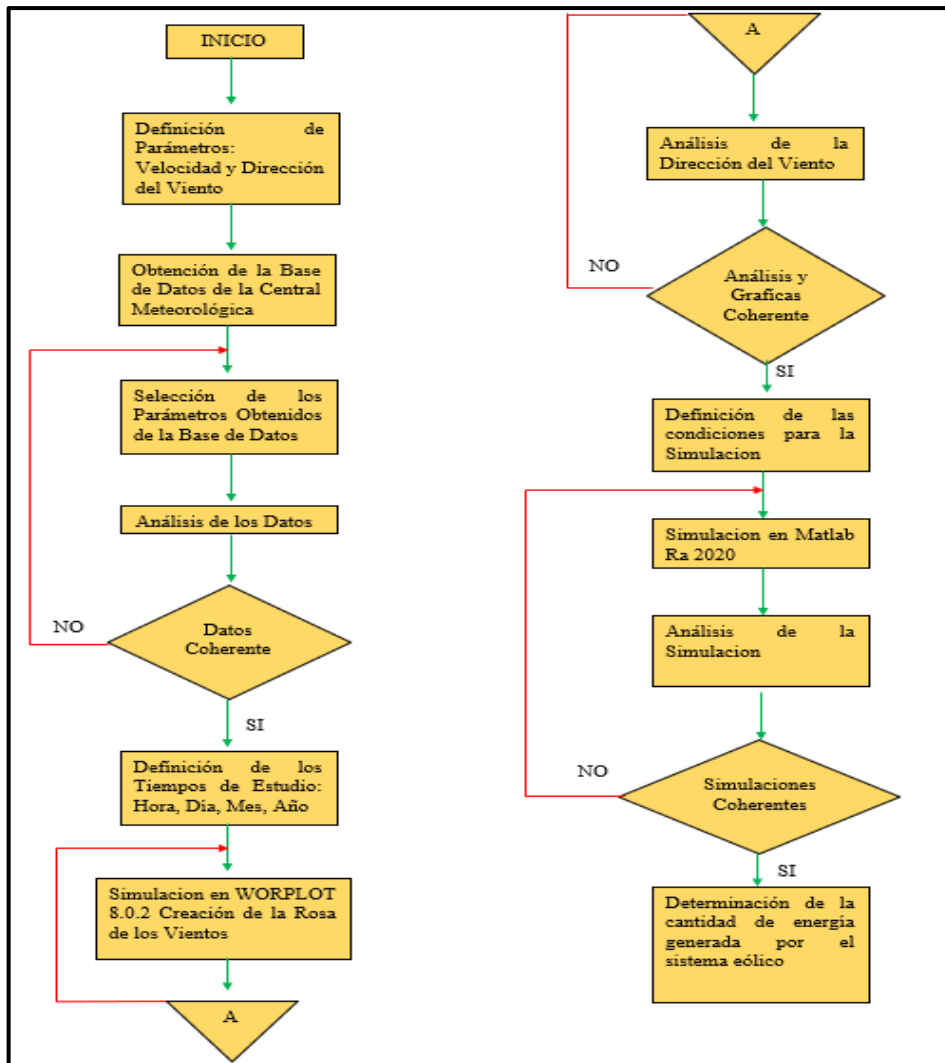 INICIO
Definición de
Parámetros:
Velocidad y Dirección
del Viento
Obtención de la Base
de Datos de la Central
Meteorológica
Selección de los
Parámetros Obtenidos
de la Base de Datos
Análisis de los Datos
NO
Datos
Coherente
SI
Definición de los
Tiempos de Estudio:
Hora, Dia, Mes, Año
Simulacion en WORPLOT
8.0.2 Creación de la Rosa
de los Vientos
A
A
Análisis de la
Dirección del Viento
NO
Análisis y
Graficas
Coherente
SI
Definición de las
condiciones para la
Simulacion
Simulacion en Matlab
Ra 2020
Análisis de la
Simulacion
NO
Simulaciones
Coherentes
SI
Determinación de la
cantidad de energía
generada por el
sistema eólico